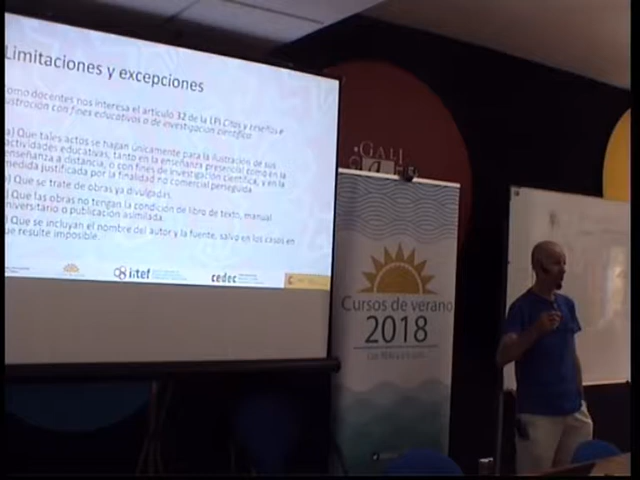 Limitaciones y excepciones
omo docentes nos interesa el artículo 32 de la LPI Citas y reseñas e
ustración con fines educativos o de investigación científica
a) Que tales actos se hagan únicamente para la ilustración de sus
actividades educativas, tanto en la enseñanza presencial como en la
enseñanza a distancia, o con fines de investigación científica, y en la
medida justificada por la finalidad no comercial perseguida.
) Que se trate de obras ya divulgadas.
) Que las obras no tengan la condición de libro de texto, manual
universitario o publicación asimilada.
) Que se incluyan el nombre del autor y la fuente, salvo en los casos en
ue resulte imposible.
intef
cedec
GALI
Cursos de verano
2018